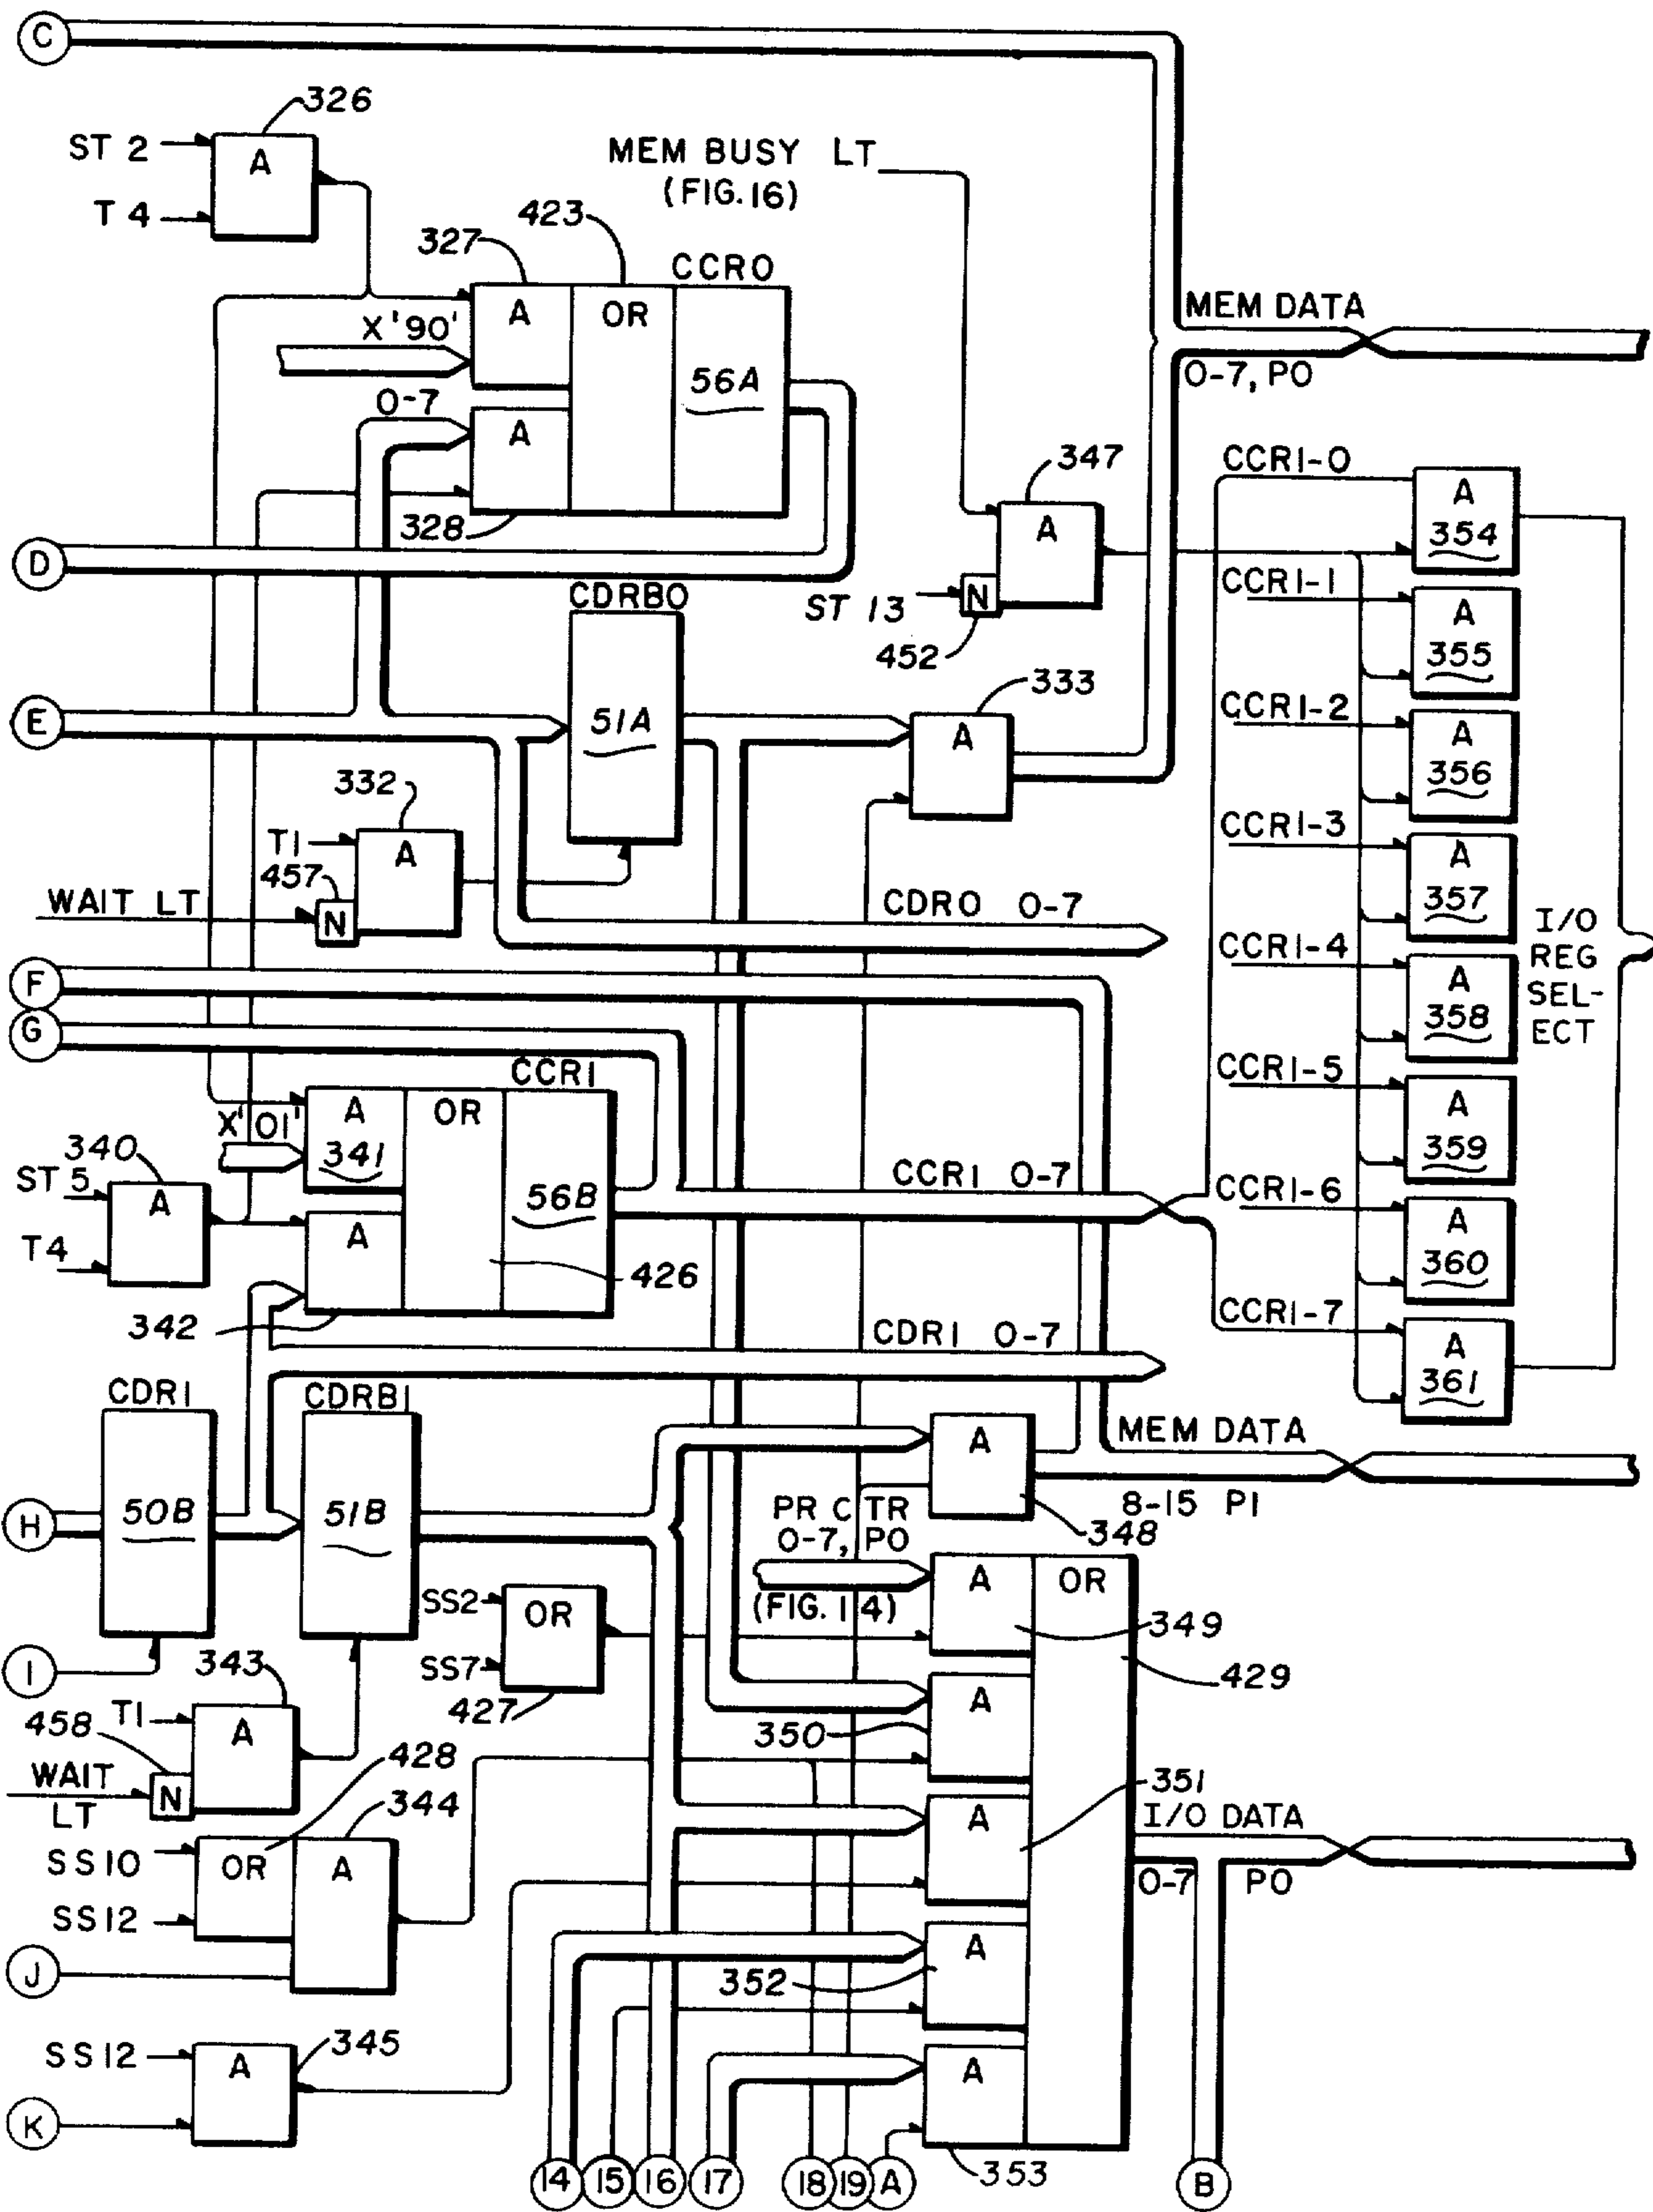 C
326
ST 2
A
T 4
MEM BUSY LT
(FIG. 16)
423
327
CCRO
A
OR
X'90'
56A
O-7
A
328
MEM DATA
O-7, PO
347
A
ST 13
N
452
CCRI-O
A
354
D
CCRI-1
A
355
CDRBO
51A
E
333
A
CCRI-2
A
356
332
T1
A
457
WAIT LT
N
CDRO O-7
CCRI-3
A
357
I/O
REG
SEL-
ECT
F
CCRI-4
A
358
G
CCRI
CCRI-5
A
359
X'01'
A
341
OR
56B
340
ST 5
A
T4
A
426
342
CCRI O-7
CCRI-6
A
360
CCRI-7
A
361
CDRI O-7
CDRI
CDRBI
50B
51B
H
A
348
MEM DATA
8-15 PI
PR CTR
O-7, PO
(FIG. 14)
A
OR
349
429
SS2
OR
SS7
427
I
343
T1
A
458
WAIT
LT
N
A
350
428
344
SS10
OR
A
SS12
J
A
351
I/O DATA
O-7 PO
A
352
SS12
A
345
K
A
353
14
15
16
17
18
19
A
B